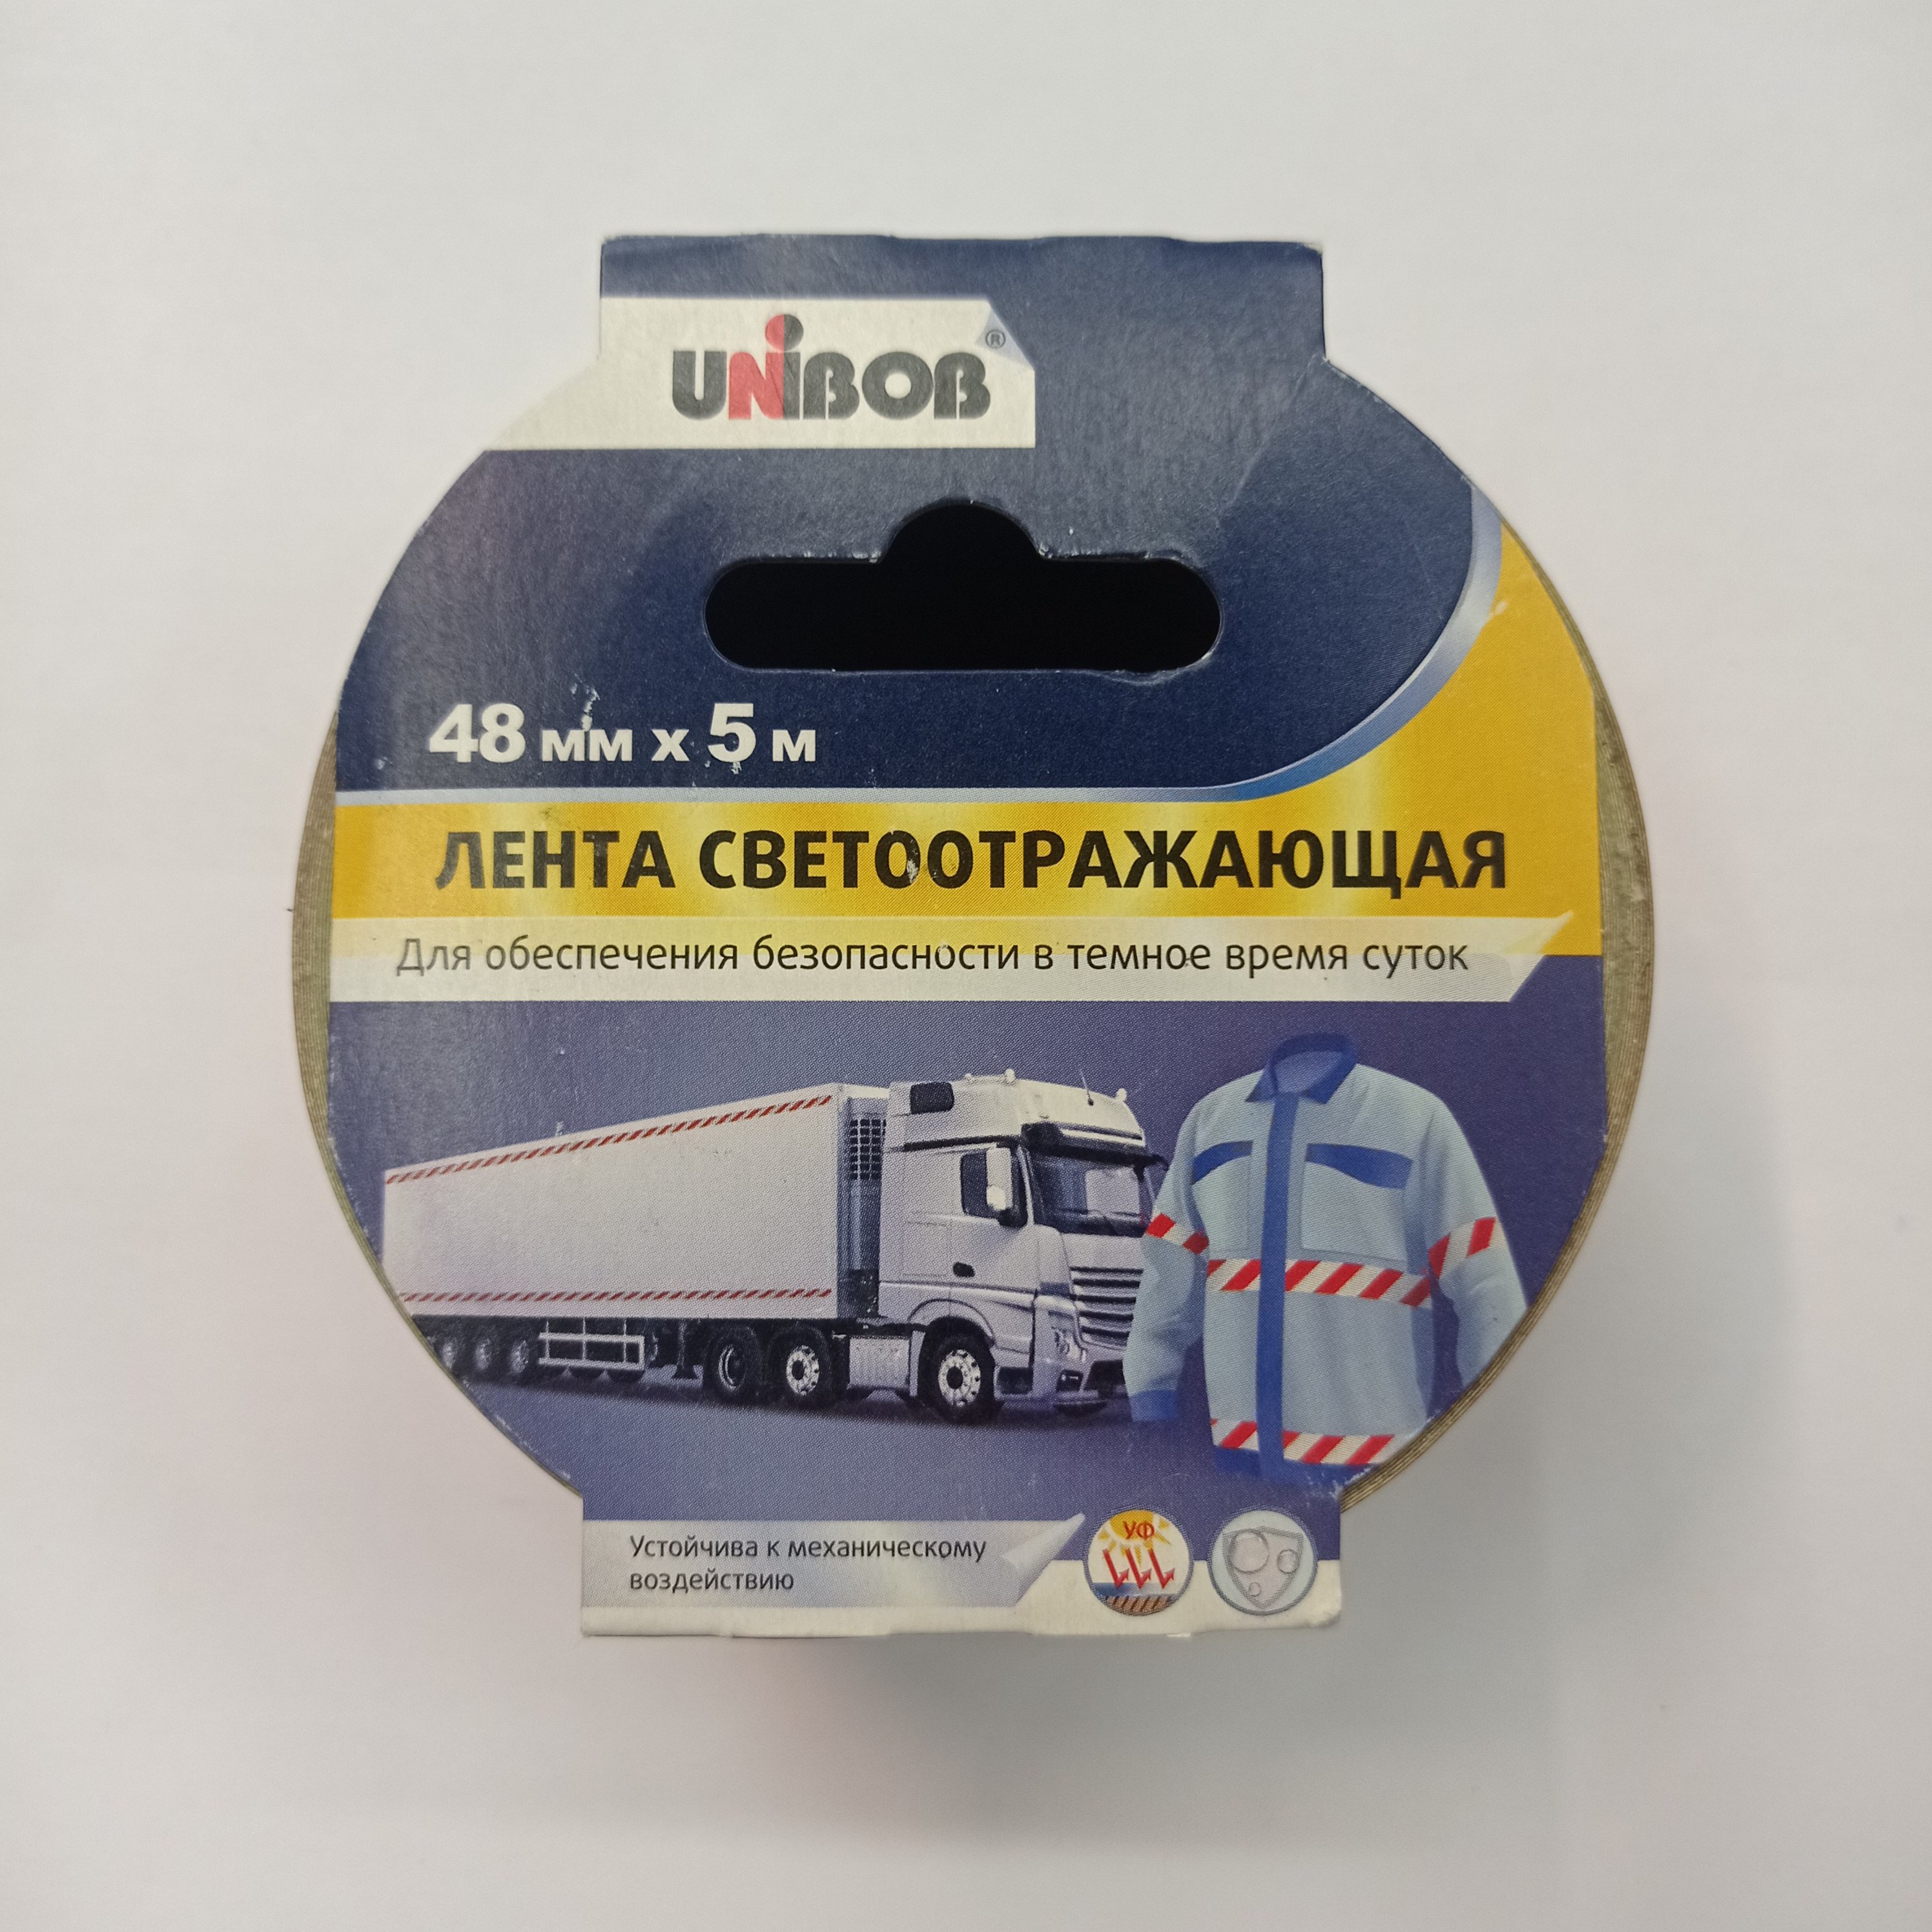 UNIBOB®
48 мм x 5 м
ЛЕНТА СВЕТООТРАЖАЮЩАЯ
Для обеспечения безопасности в темное время суток
Устойчива к механическому
воздействию
УФ